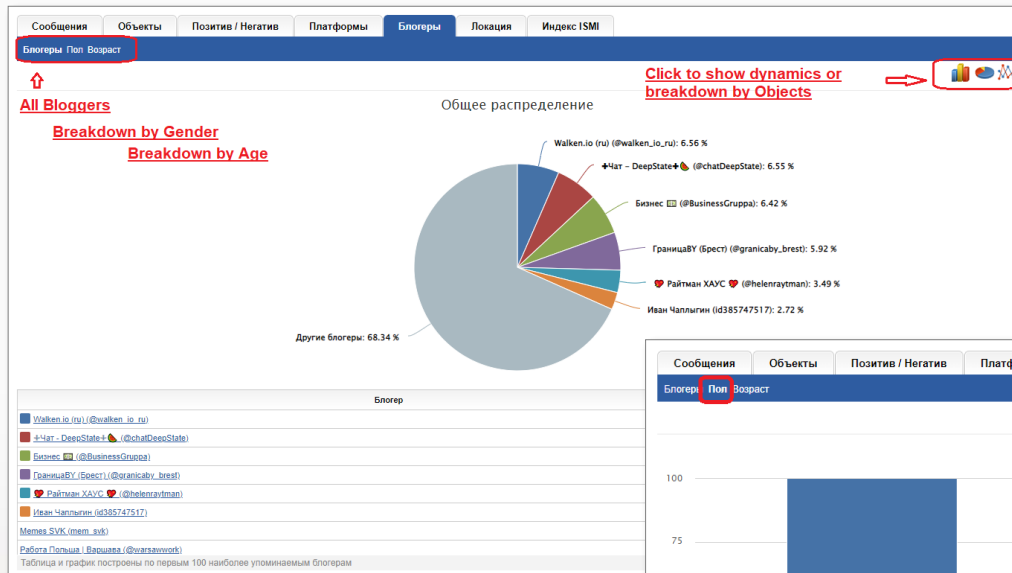 Сообщения Объекты Позитив / Негатив Платформы Блогеры Локация Индекс ISMI
Блогеры Пол Возраст
All Bloggers
Breakdown by Gender
Breakdown by Age
Click to show dynamics or
breakdown by Objects
Общее распределение
Walken.io (ru) (@walken_io_ru): 6.56 %
✚Чат - DeepState✚🍉 (@chatDeepState): 6.55 %
Бизнес 💵 (@BusinessGruppa): 6.42 %
ГраницаBY (Брест) (@granicaby_brest): 5.92 %
💖 Райтман ХАУС 💖 (@helenraytman): 3.49 %
Иван Чаплыгин (id385747517): 2.72 %
Другие блогеры: 68.34 %
Блогер
Walken.io (ru) (@walken_io_ru)
✚Чат - DeepState✚🍉 (@chatDeepState)
Бизнес 💵 (@BusinessGruppa)
ГраницаBY (Брест) (@granicaby_brest)
💖 Райтман ХАУС 💖 (@helenraytman)
Иван Чаплыгин (id385747517)
Memes SVK (mem_svk)
Работа Польша | Варшава (@warsawwork)
Таблица и график построены по первым 100 наиболее упоминаемым блогерам
Сообщения Объекты Позитив / Негатив Платф
Блогеры Пол Возраст
100
75